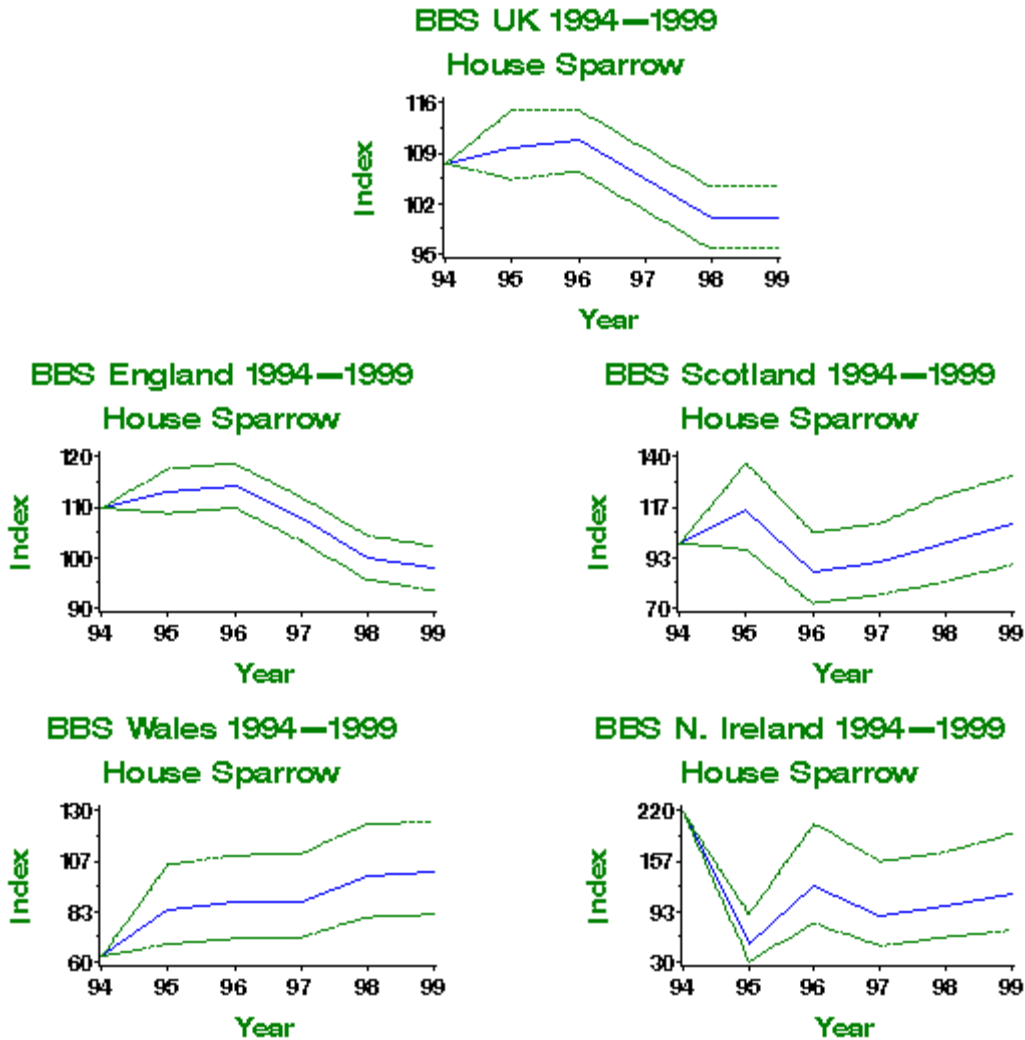 BBS UK 1994—1999
House Sparrow
116
109
102
95
Index
94 95 96 97 98 99
Year
BBS England 1994—1999
House Sparrow
120
110
100
90
Index
94 95 96 97 98 99
Year
BBS Scotland 1994—1999
House Sparrow
140
117
93
70
Index
94 95 96 97 98 99
Year
BBS Wales 1994—1999
House Sparrow
130
107
83
60
Index
94 95 96 97 98 99
Year
BBS N. Ireland 1994—1999
House Sparrow
220
157
93
30
Index
94 95 96 97 98 99
Year